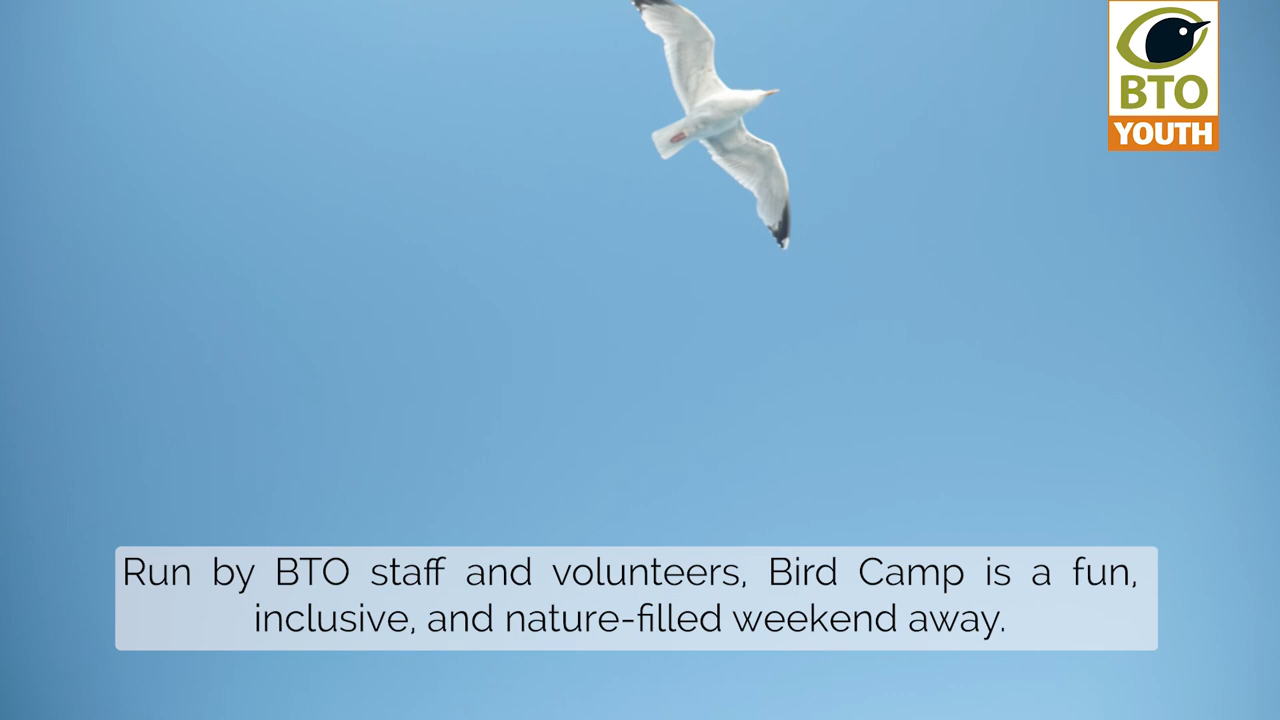 BTO
YOUTH
Run by BTO staff and volunteers, Bird Camp is a fun,
inclusive, and nature-filled weekend away.